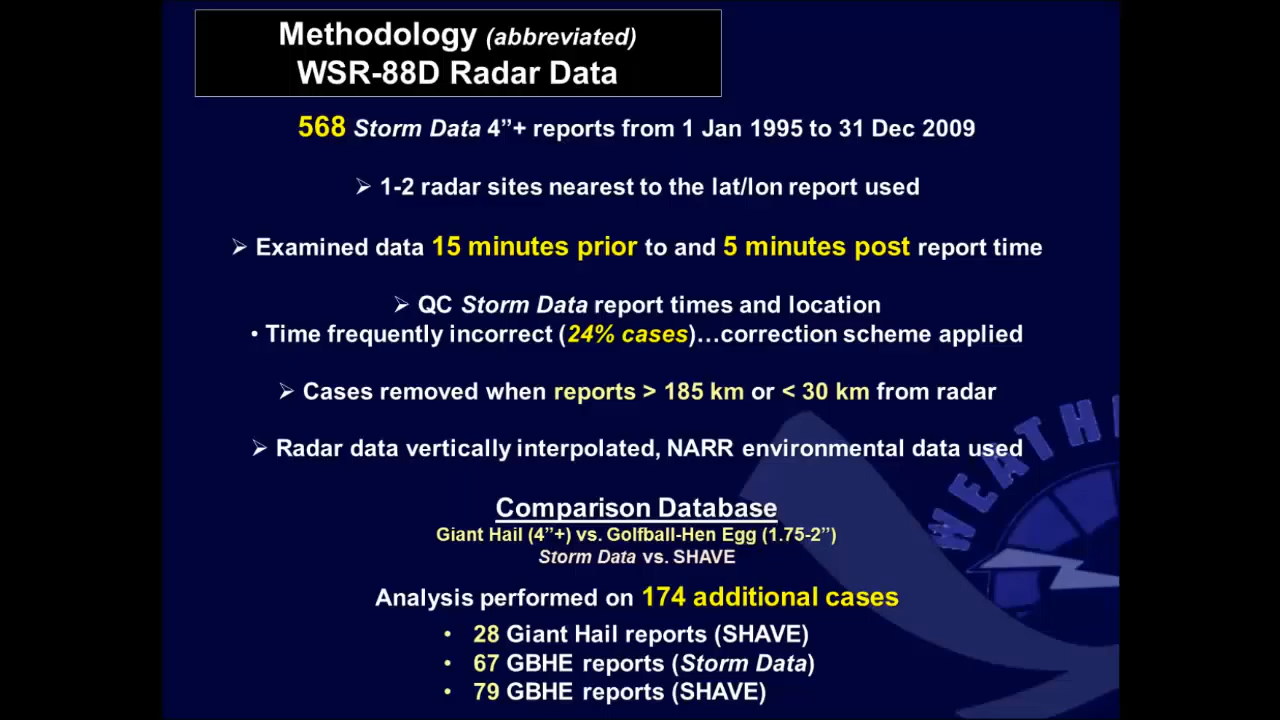 Methodology (abbreviated)
WSR-88D Radar Data
568 Storm Data 4”+ reports from 1 Jan 1995 to 31 Dec 2009
➢ 1-2 radar sites nearest to the lat/lon report used
➢ Examined data 15 minutes prior to and 5 minutes post report time
➢ QC Storm Data report times and location
• Time frequently incorrect (24% cases)…correction scheme applied
➢ Cases removed when reports > 185 km or < 30 km from radar
➢ Radar data vertically interpolated, NARR environmental data used
Comparison Database
Giant Hail (4”+) vs. Golfball-Hen Egg (1.75-2”)
Storm Data vs. SHAVE
Analysis performed on 174 additional cases
• 28 Giant Hail reports (SHAVE)
• 67 GBHE reports (Storm Data)
• 79 GBHE reports (SHAVE)
WEATH